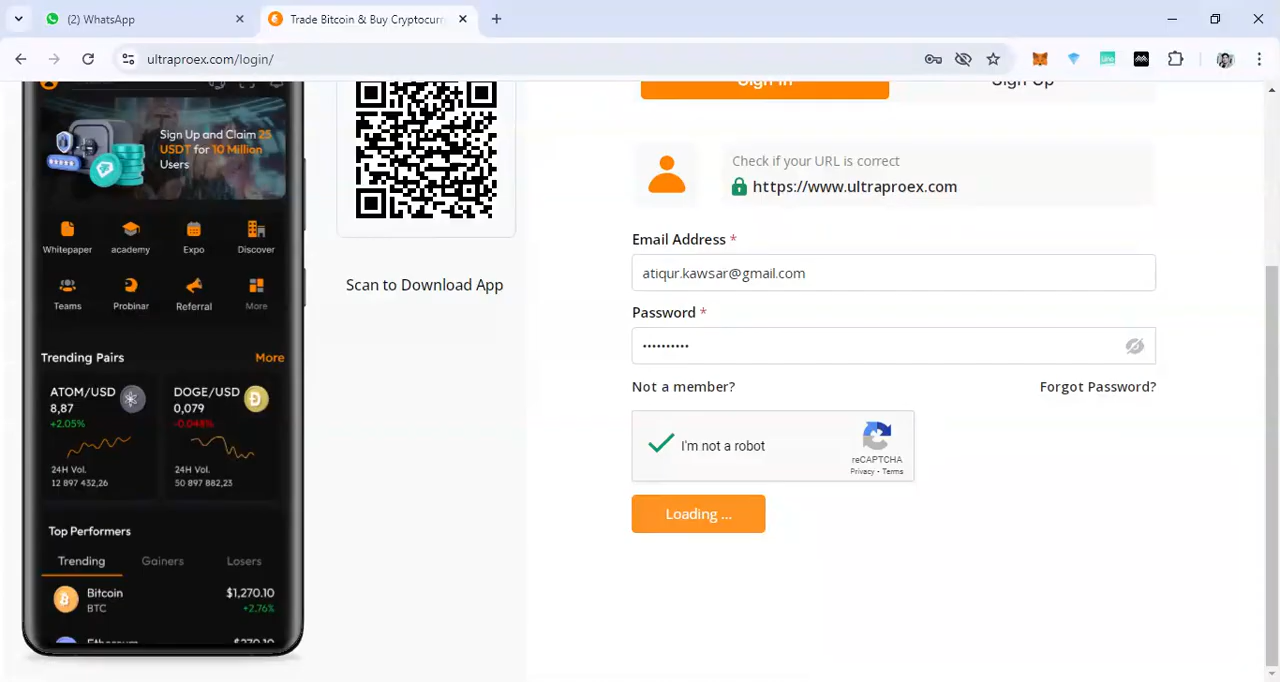 (2) WhatsApp
Trade Bitcoin & Buy Cryptocurr
ultraproex.com/login/
Sign Up and Claim 25
USDT for 10 Million
Users
Whitepaper
academy
Expo
Discover
Teams
Probinar
Referral
More
Trending Pairs
More
ATOM/USD
8,87
+2.05%
24H Vol.
12 897 432,26
DOGE/USD
0,079
-0.048%
24H Vol.
50 897 882,23
Top Performers
Trending
Gainers
Losers
Bitcoin
BTC
$1,270.10
+2.76%
Ethereum
$270.10
Scan to Download App
Sign In
Sign Up
Check if your URL is correct
https://www.ultraproex.com
Email Address *
atiqur.kawsar@gmail.com
Password *
••••••••••
Not a member?
Forgot Password?
I'm not a robot
reCAPTCHA
Privacy - Terms
Loading ...